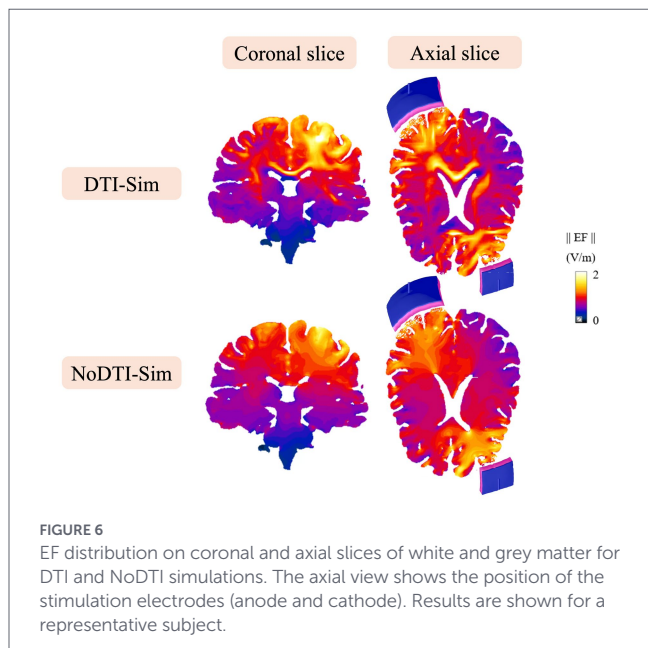 Coronal slice
Axial slice
DTI-Sim
|| EF ||
(V/m)
2
0
NoDTI-Sim
FIGURE 6
EF distribution on coronal and axial slices of white and grey matter for
DTI and NoDTI simulations. The axial view shows the position of the
stimulation electrodes (anode and cathode). Results are shown for a
representative subject.